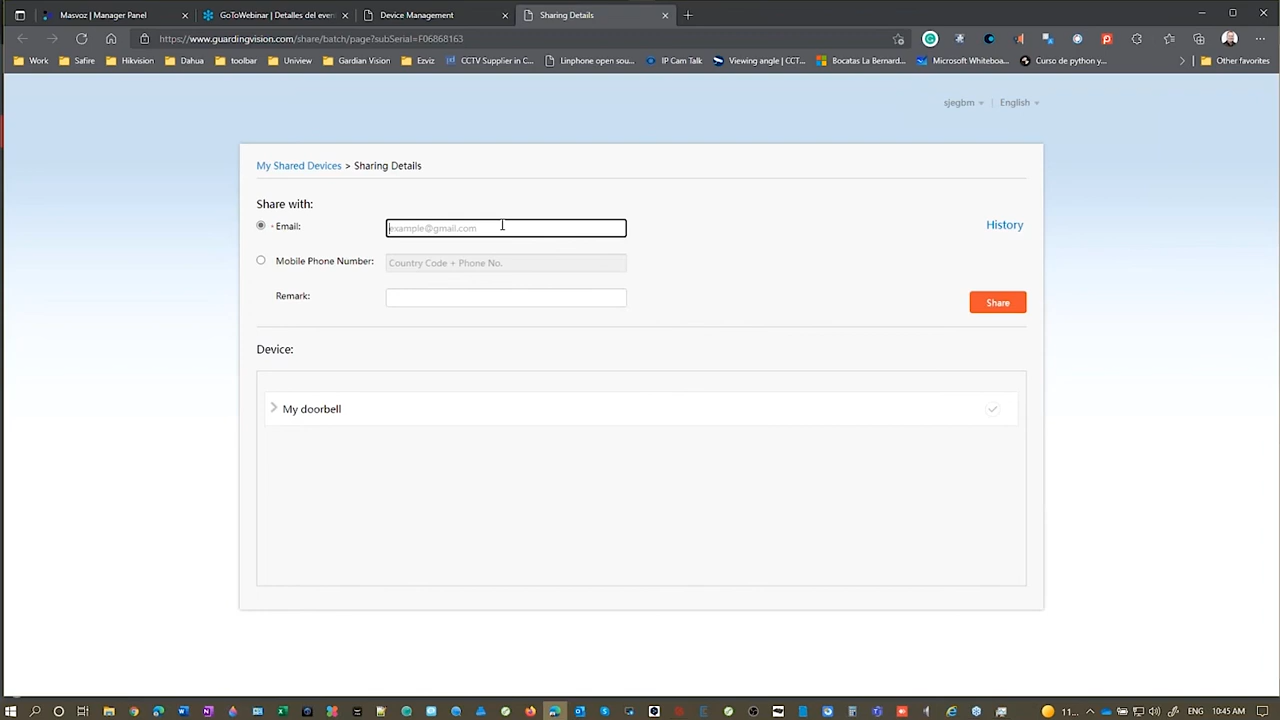 Masvoz | Manager Panel
GoToWebinar | Detalles del even
Device Management
Sharing Details
https://www.guardingvision.com/share/batch/page?subSerial=F06868163
Work
Safire
Hikvision
Dahua
toolbar
Uniview
Gardian Vision
Ezviz
CCTV Supplier in C...
Linphone open sou...
IP Cam Talk
Viewing angle | CCT...
Bocatas La Bernard...
Microsoft Whiteboa...
Curso de python y...
Other favorites
sjegbm
English
My Shared Devices > Sharing Details
Share with:
* Email:
example@gmail.com
History
Mobile Phone Number:
Country Code + Phone No.
Remark:
Share
Device:
My doorbell
11...
ENG
10:45 AM